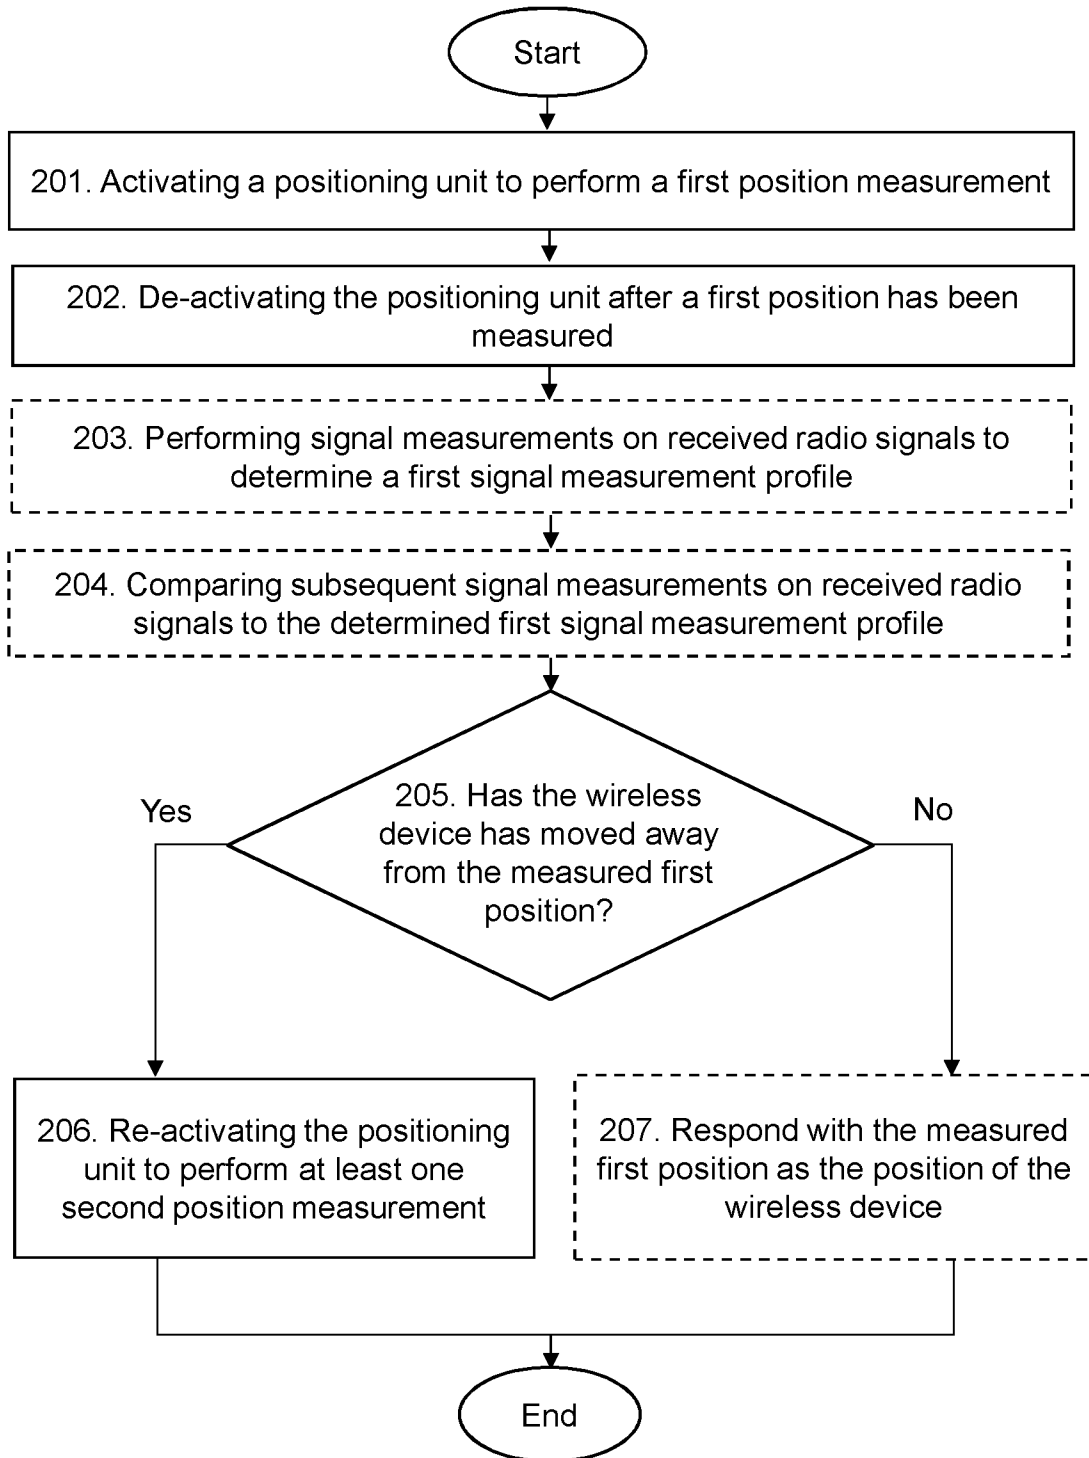 Start
201. Activating a positioning unit to perform a first position measurement
202. De-activating the positioning unit after a first position has been
measured
203. Performing signal measurements on received radio signals to
determine a first signal measurement profile
204. Comparing subsequent signal measurements on received radio
signals to the determined first signal measurement profile
205. Has the wireless
device has moved away
from the measured first
position?
Yes
No
206. Re-activating the positioning
unit to perform at least one
second position measurement
207. Respond with the measured
first position as the position of the
wireless device
End